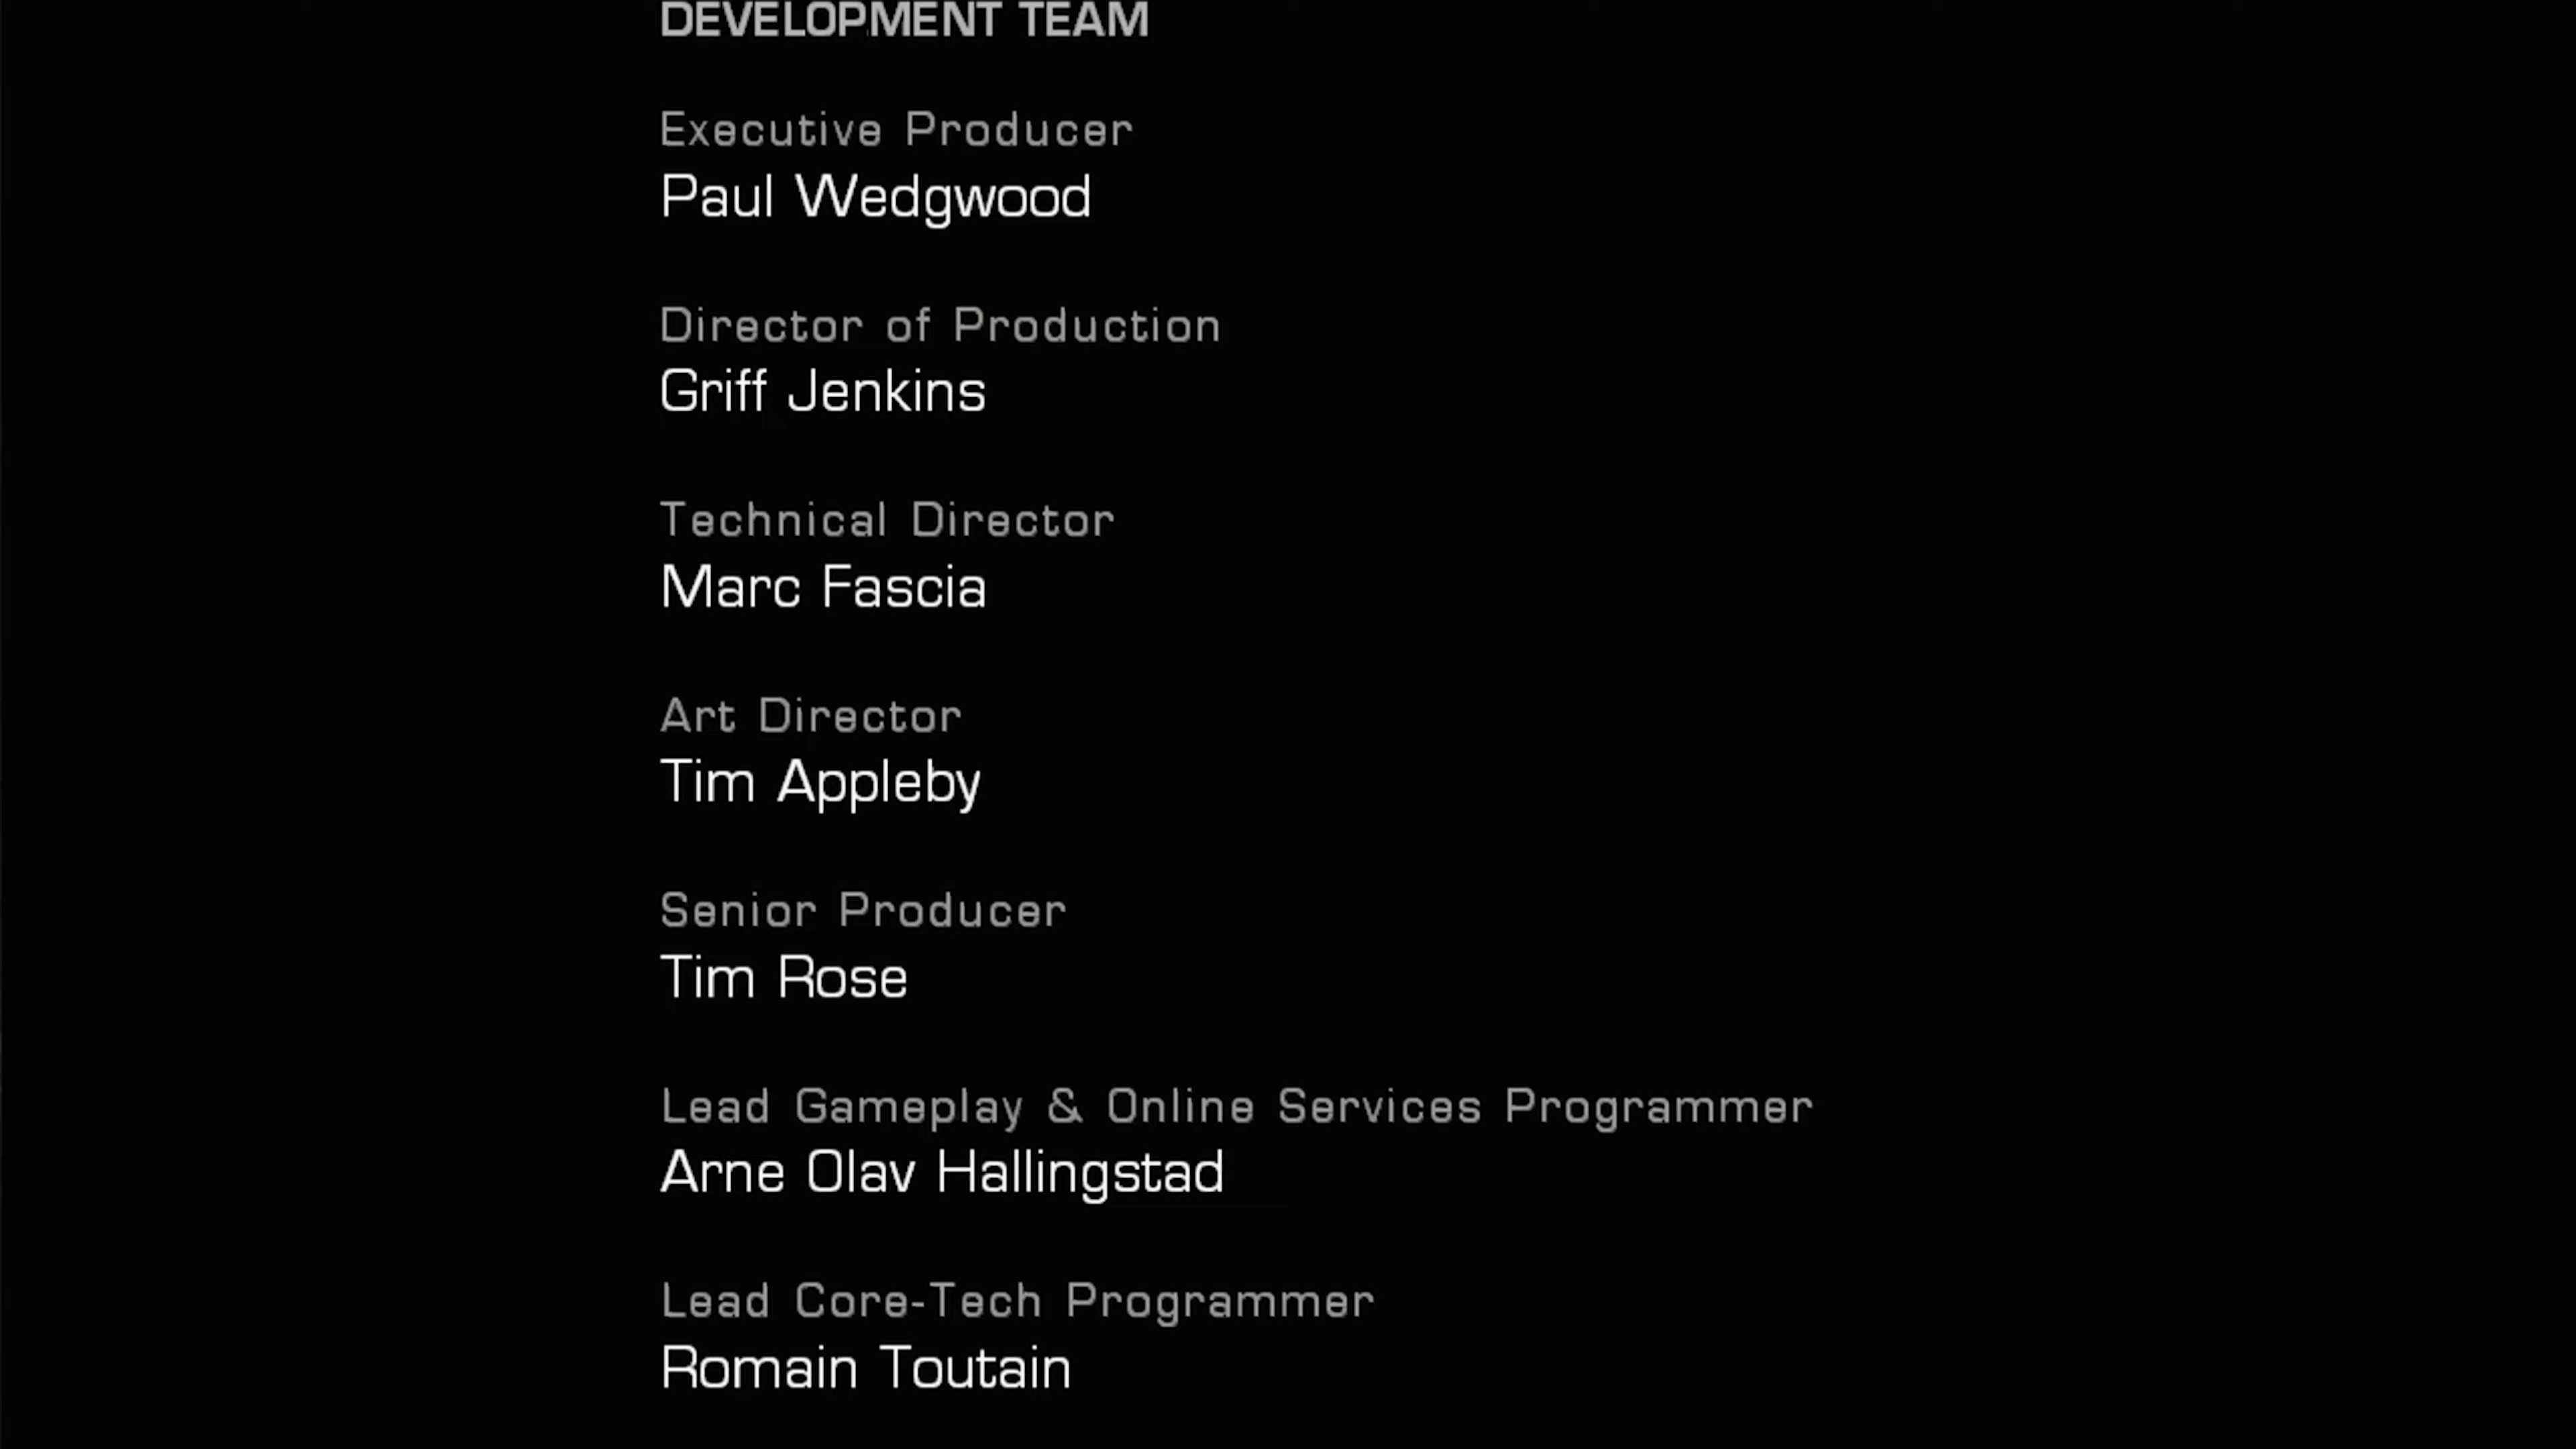 DEVELOPMENT TEAM
Executive Producer
Paul Wedgwood
Director of Production
Griff Jenkins
Technical Director
Marc Fascia
Art Director
Tim Appleby
Senior Producer
Tim Rose
Lead Gameplay & Online Services Programmer
Arne Olav Hallingstad
Lead Core-Tech Programmer
Romain Toutain